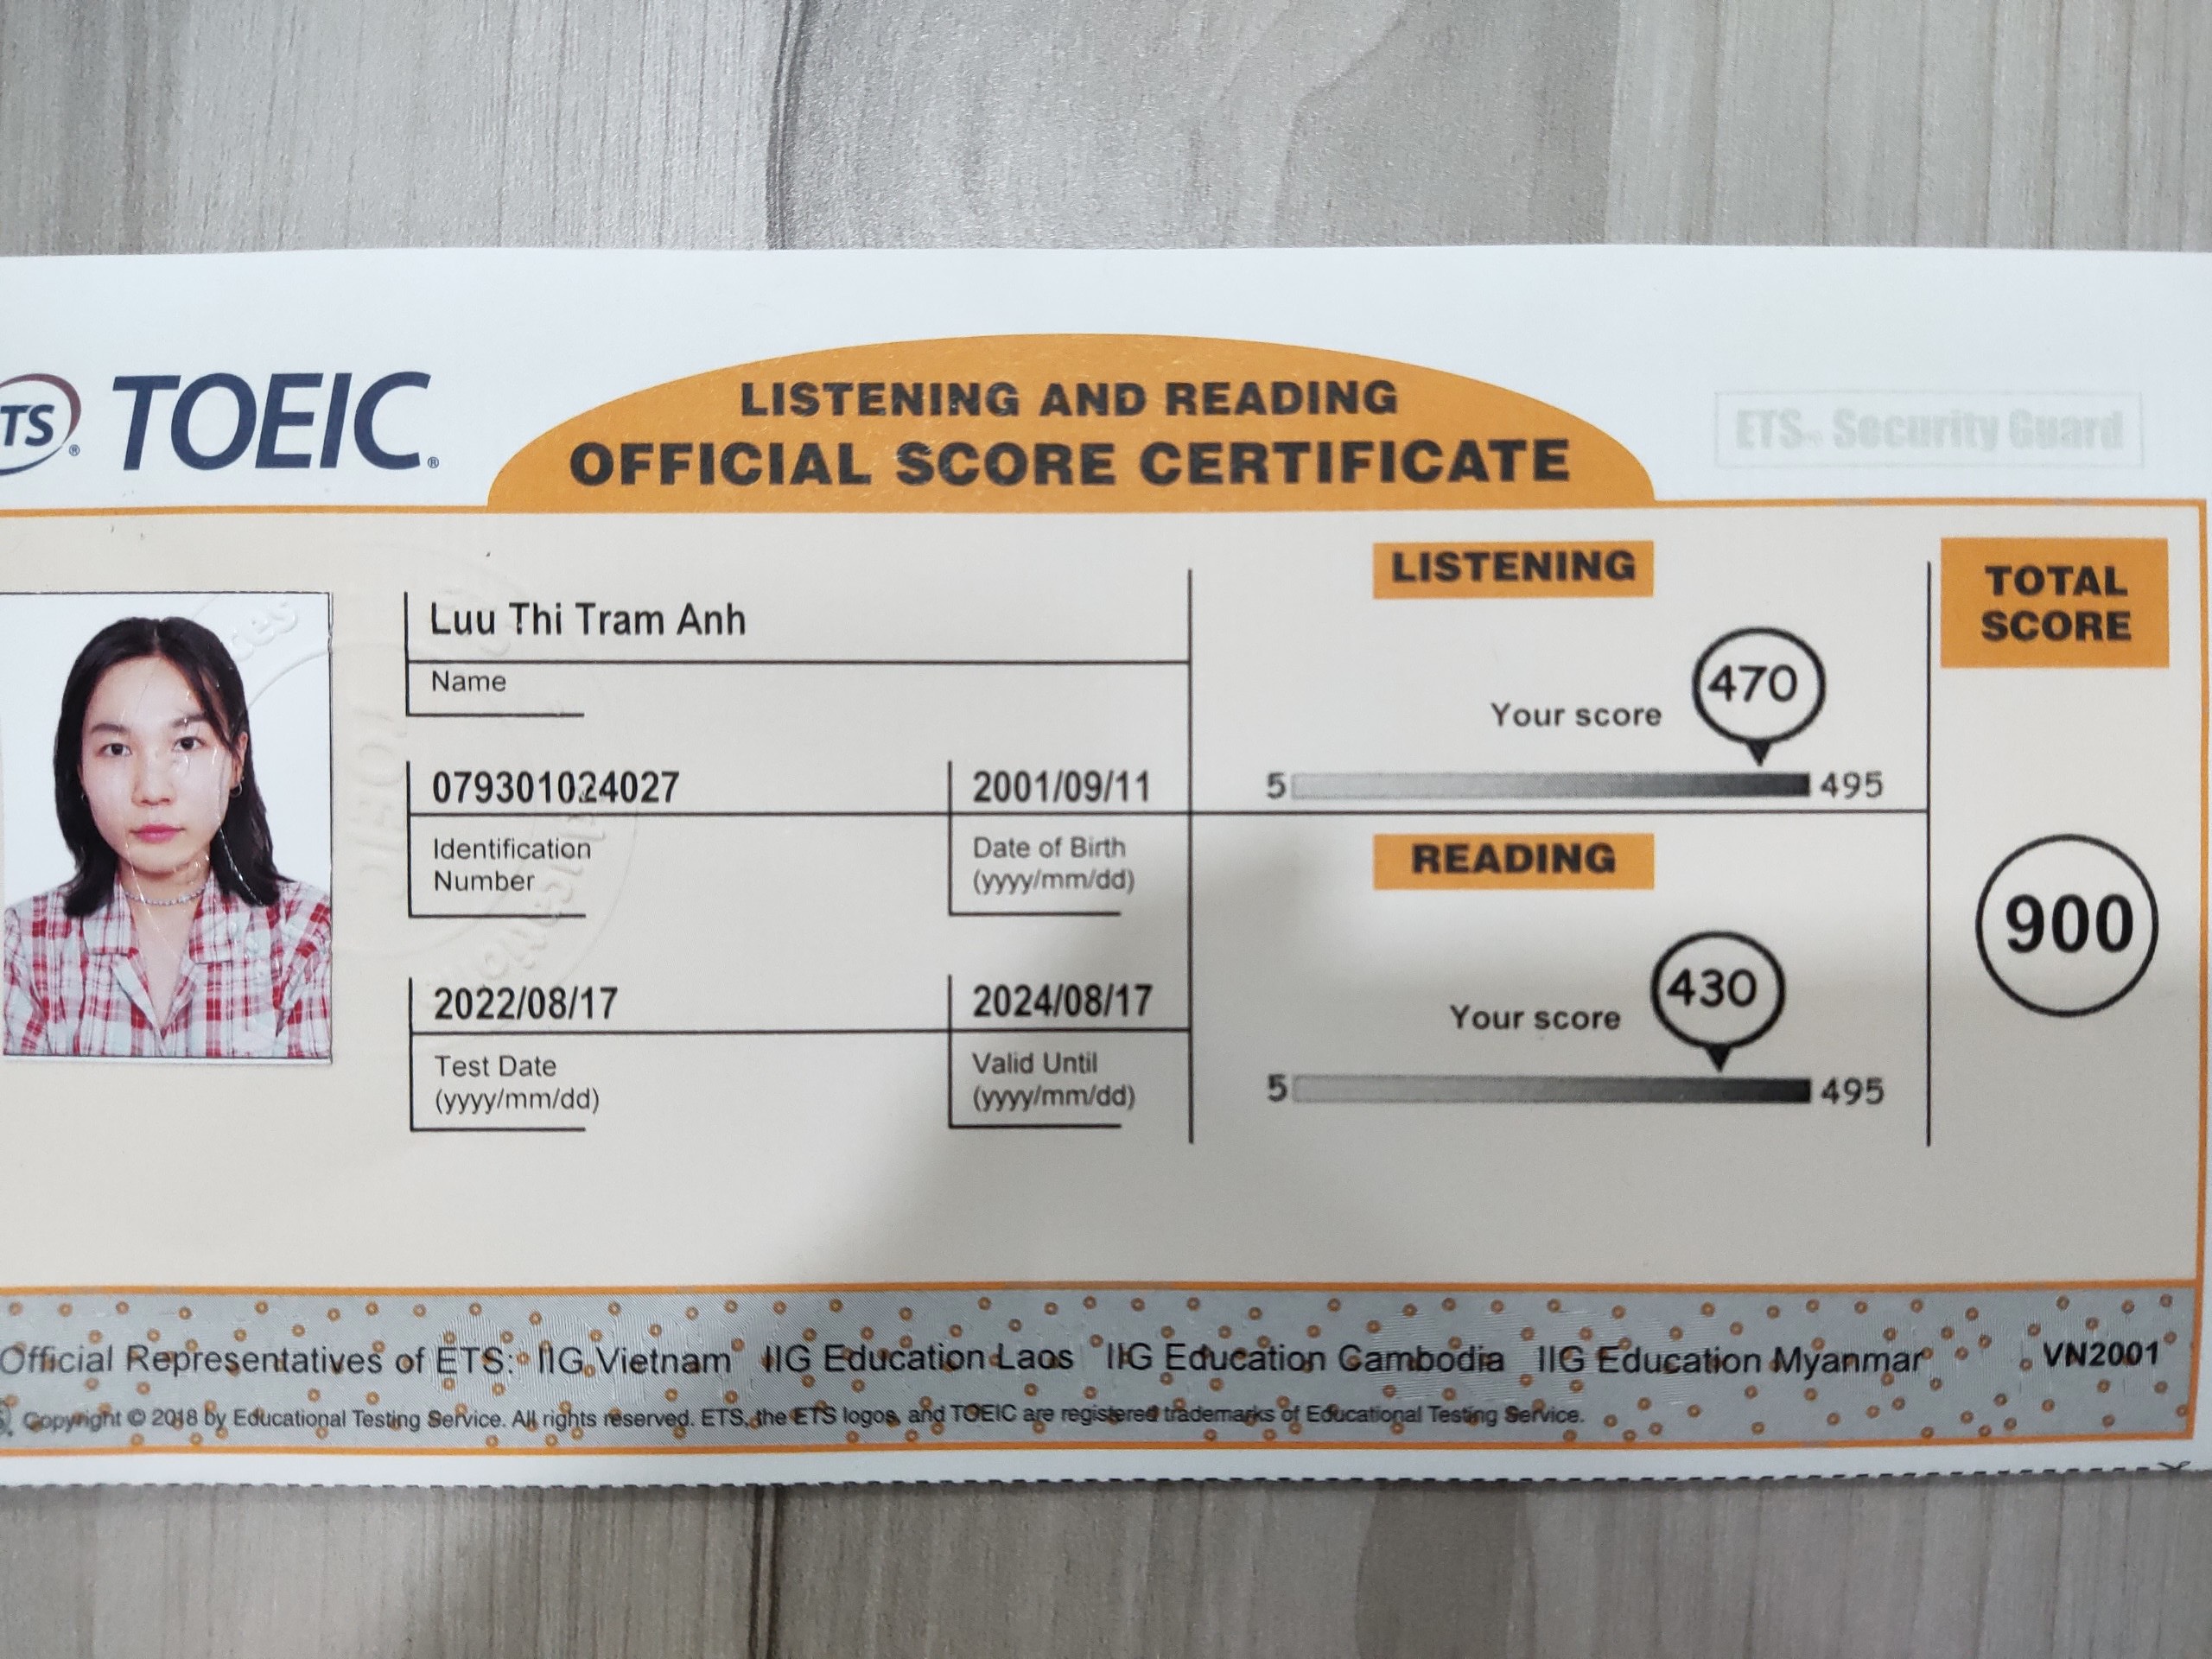 TS® TOEIC®
LISTENING AND READING
OFFICIAL SCORE CERTIFICATE
ETS™ Security Guard
Luu Thi Tram Anh
Name
079301024027
Identification
Number
2001/09/11
Date of Birth
(yyyy/mm/dd)
2022/08/17
Test Date
(yyyy/mm/dd)
2024/08/17
Valid Until
(yyyy/mm/dd)
LISTENING
Your score
470
5 495
READING
Your score
430
5 495
TOTAL
SCORE
900
Official Representatives of ETS: IIG Vietnam IIG Education Laos IIG Education Cambodia IIG Education Myanmar VN2001
Copyright © 2018 by Educational Testing Service. All rights reserved. ETS, the ETS logos, and TOEIC are registered trademarks of Educational Testing Service.